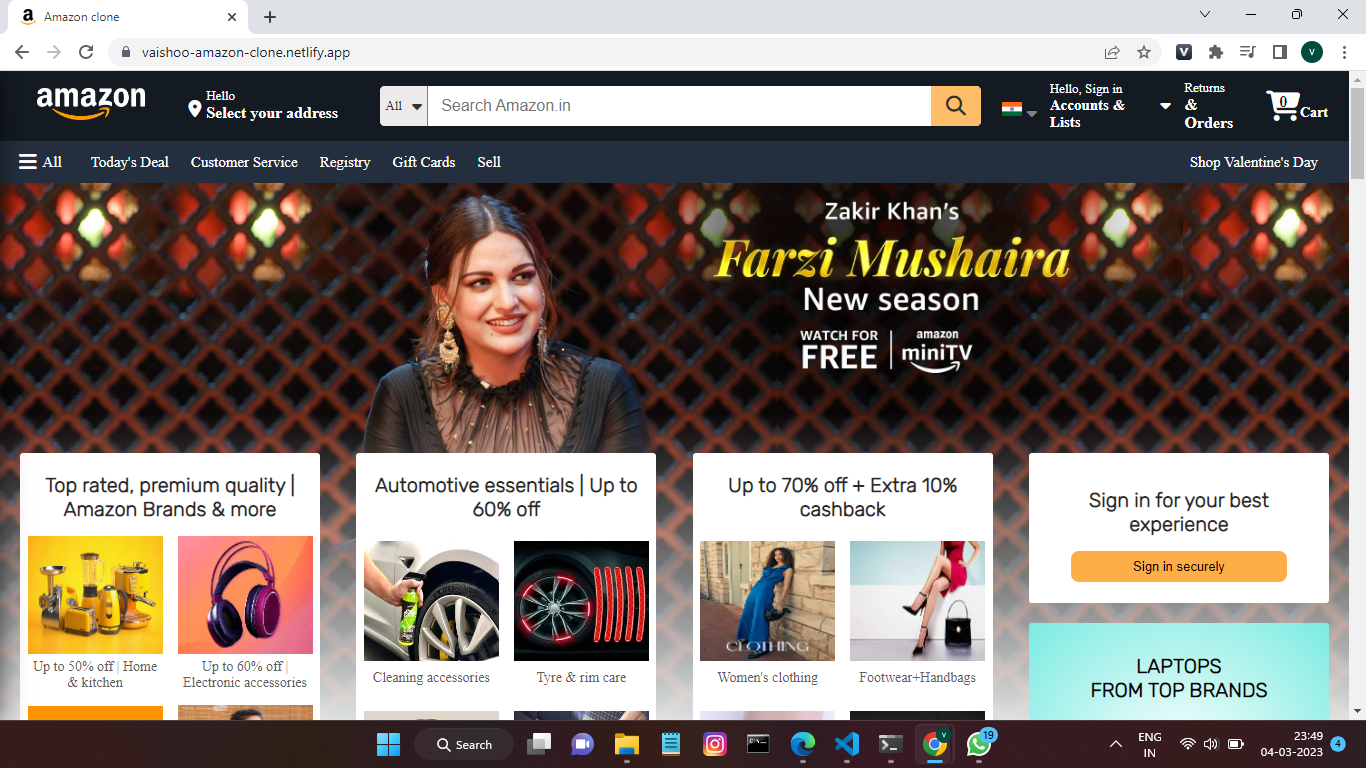 Amazon clone
vaishoo-amazon-clone.netlify.app
V
amazon
Hello
Select your address
All
Search Amazon.in
Hello, Sign in
Accounts &
Lists
Returns
&
Orders
0
Cart
All
Today's Deal
Customer Service
Registry
Gift Cards
Sell
Shop Valentine's Day
Zakir Khan's
Farzi Mushaira
New season
WATCH FOR
FREE
amazon
miniTV
Top rated, premium quality |
Amazon Brands & more
Up to 50% off | Home
& kitchen
Up to 60% off |
Electronic accessories
Automotive essentials | Up to
60% off
Cleaning accessories
Tyre & rim care
Up to 70% off + Extra 10%
cashback
CLOTHING
Women's clothing
Footwear+Handbags
Sign in for your best
experience
Sign in securely
LAPTOPS
FROM TOP BRANDS
Search
V
19
ENG
IN
23:49
04-03-2023
4